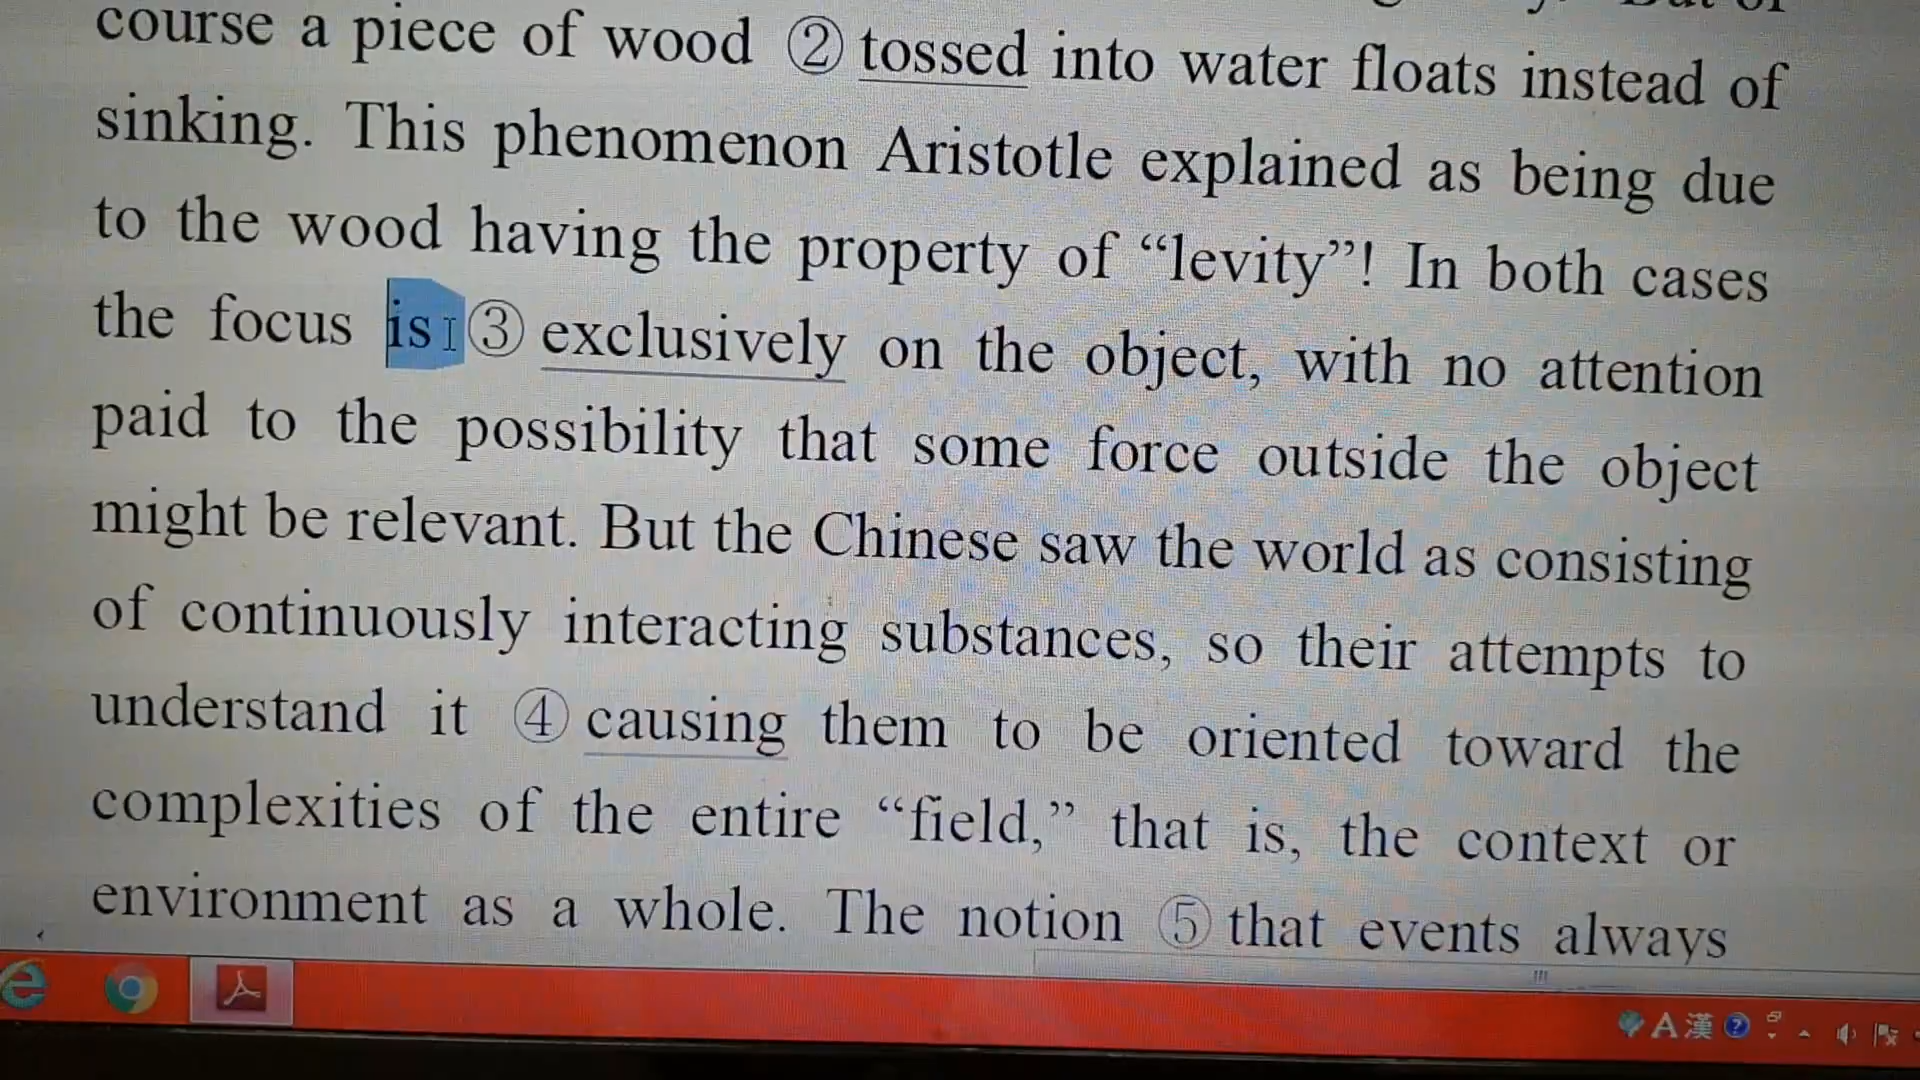 course a piece of wood ② tossed into water floats instead of
sinking. This phenomenon Aristotle explained as being due
to the wood having the property of “levity”! In both cases
the focus is ③ exclusively on the object, with no attention
paid to the possibility that some force outside the object
might be relevant. But the Chinese saw the world as consisting
of continuously interacting substances, so their attempts to
understand it ④ causing them to be oriented toward the
complexities of the entire “field,” that is, the context or
environment as a whole. The notion ⑤ that events always
A 漢 ?